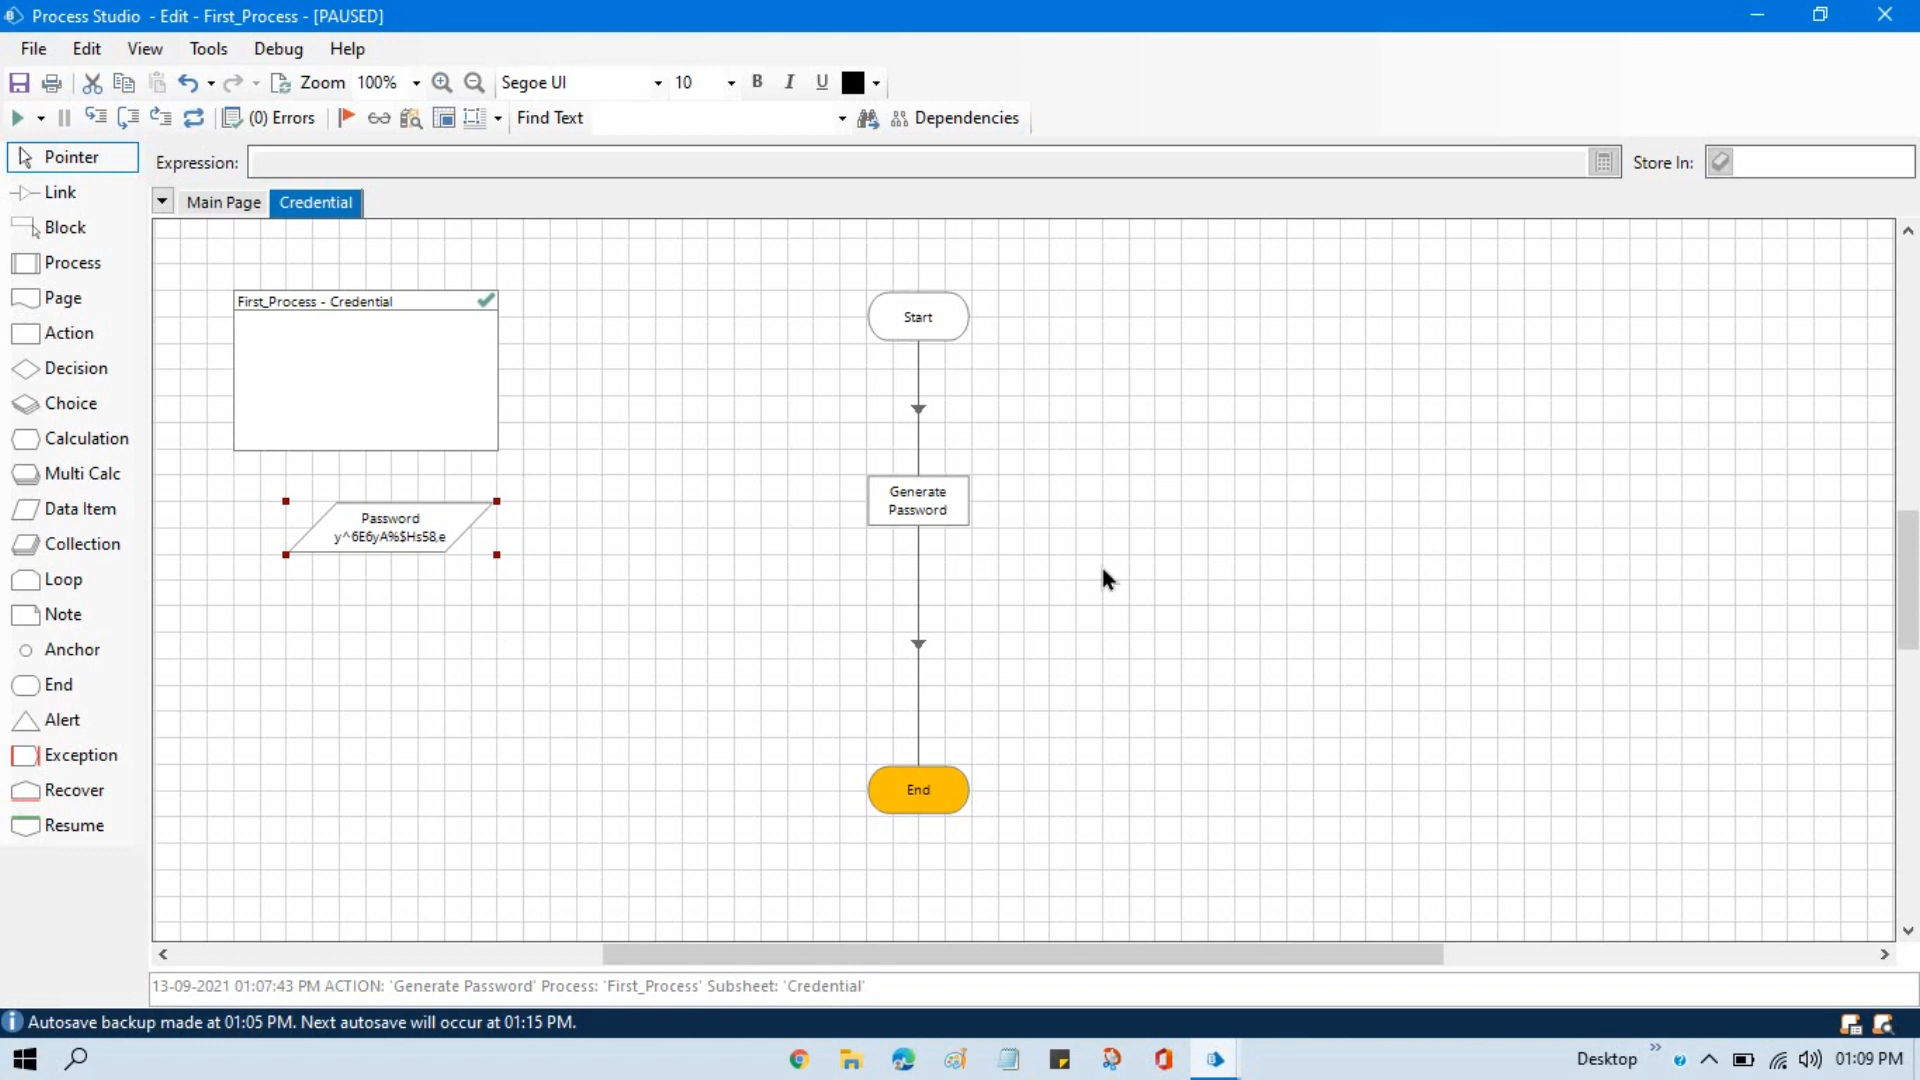 Process Studio - Edit - First_Process - [PAUSED]
File Edit View Tools Debug Help
Zoom 100% Segoe UI 10 B I U
(0) Errors Find Text Dependencies
Pointer
Expression:
Store In:
Link
Main Page
Credential
Block
Process
Page
Action
Decision
Choice
Calculation
Multi Calc
Data Item
Collection
Loop
Note
Anchor
End
Alert
Exception
Recover
Resume
First_Process - Credential
Start
Generate
Password
Password
y^6E6yA%$Hs58,e
End
13-09-2021 01:07:43 PM ACTION: 'Generate Password' Process: 'First_Process' Subsheet: 'Credential'
Autosave backup made at 01:05 PM. Next autosave will occur at 01:15 PM.
Desktop
01:09 PM